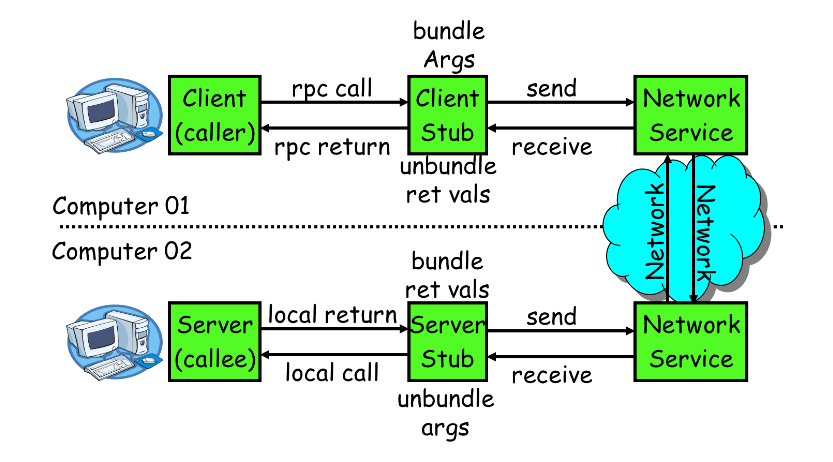 bundle
Args
Client
(caller)
rpc call
rpc return
Client
Stub
send
receive
Network
Service
unbundle
ret vals
Computer 01
Network
Network
Computer 02
bundle
ret vals
Server
(callee)
local return
local call
Server
Stub
send
receive
Network
Service
unbundle
args